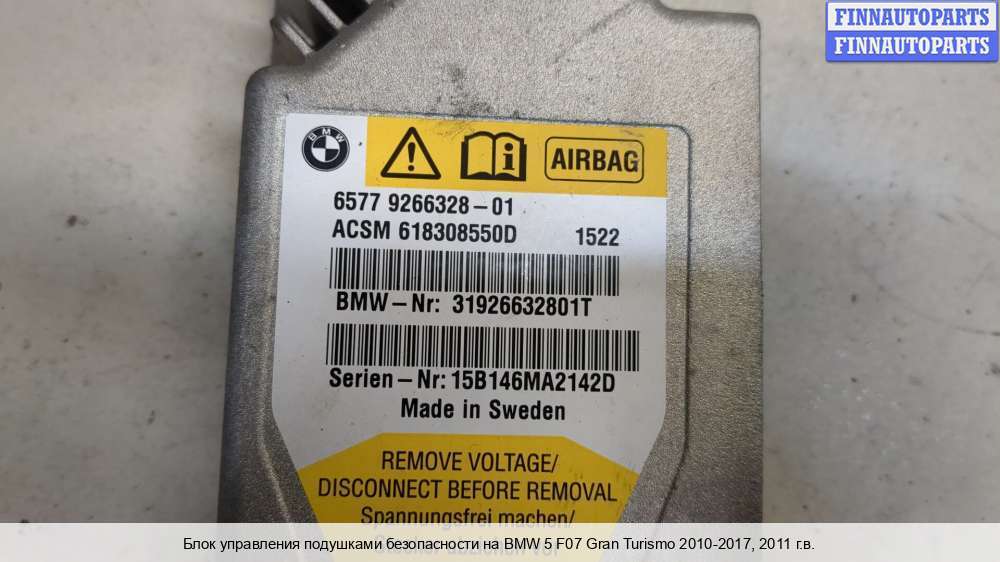 FINNAUTOPARTS
FINNAUTOPARTS
BMW
AIRBAG
6577 9266328-01
ACSM 618308550D 1522
BMW-Nr: 31926632801T
Serien-Nr: 15B146MA2142D
Made in Sweden
REMOVE VOLTAGE/
DISCONNECT BEFORE REMOVAL
Spannungsfrei machen/
Блок управления подушками безопасности на BMW 5 F07 Gran Turismo 2010-2017, 2011 г.в.